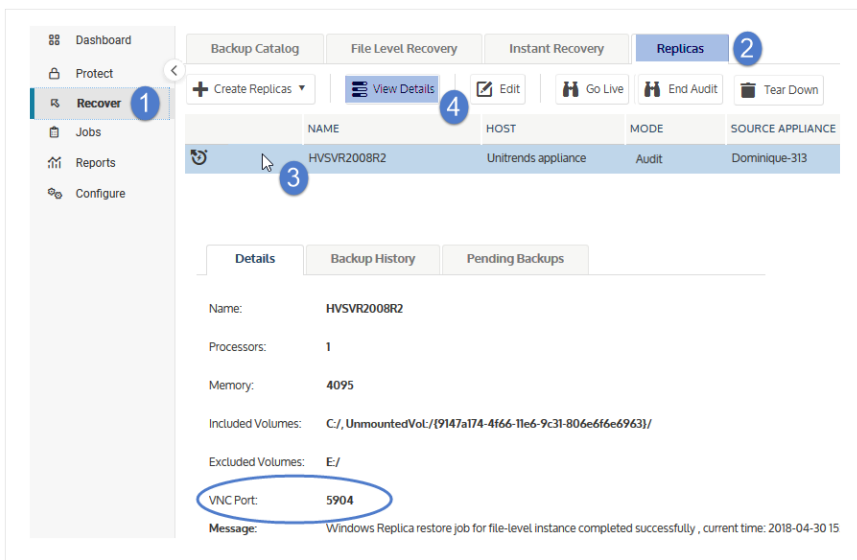 Dashboard
Protect
Recover 1
Jobs
Reports
Configure
Backup Catalog File Level Recovery Instant Recovery Replicas 2
Create Replicas View Details 4 Edit Go Live End Audit Tear Down
NAME HOST MODE SOURCE APPLIANCE
HVSVR2008R2 Unitrends appliance Audit Dominique-313
3
Details Backup History Pending Backups
Name: HVSVR2008R2
Processors: 1
Memory: 4095
Included Volumes: C:/, UnmountedVol:/{9147a174-4f66-11e6-9c31-806e6f6e6963}/
Excluded Volumes: E:/
VNC Port: 5904
Message: Windows Replica restore job for file-level instance completed successfully , current time: 2018-04-30 15